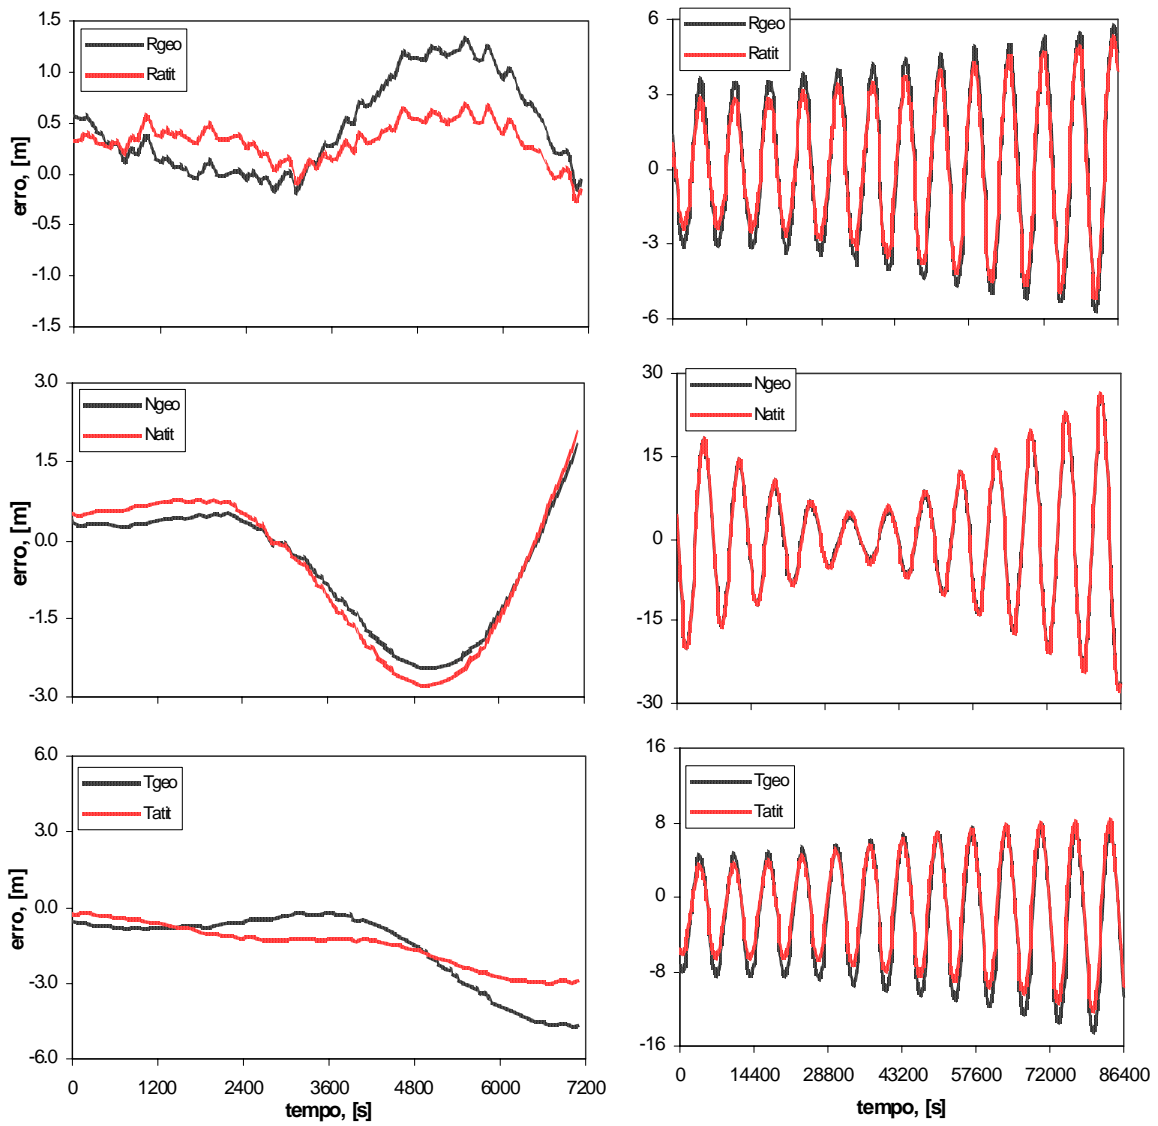 1.5
1.0
0.5
0.0
-0.5
-1.0
-1.5
erro, [m]
Rgeo
Ratit
6
3
0
-3
-6
Rgeo
Ratit
3.0
1.5
0.0
-1.5
-3.0
erro, [m]
Ngeo
Natit
30
15
0
-15
-30
Ngeo
Natit
6.0
3.0
0.0
-3.0
-6.0
erro, [m]
Tgeo
Tatit
0 1200 2400 3600 4800 6000 7200
tempo, [s]
16
8
0
-8
-16
Tgeo
Tatit
0 14400 28800 43200 57600 72000 86400
tempo, [s]